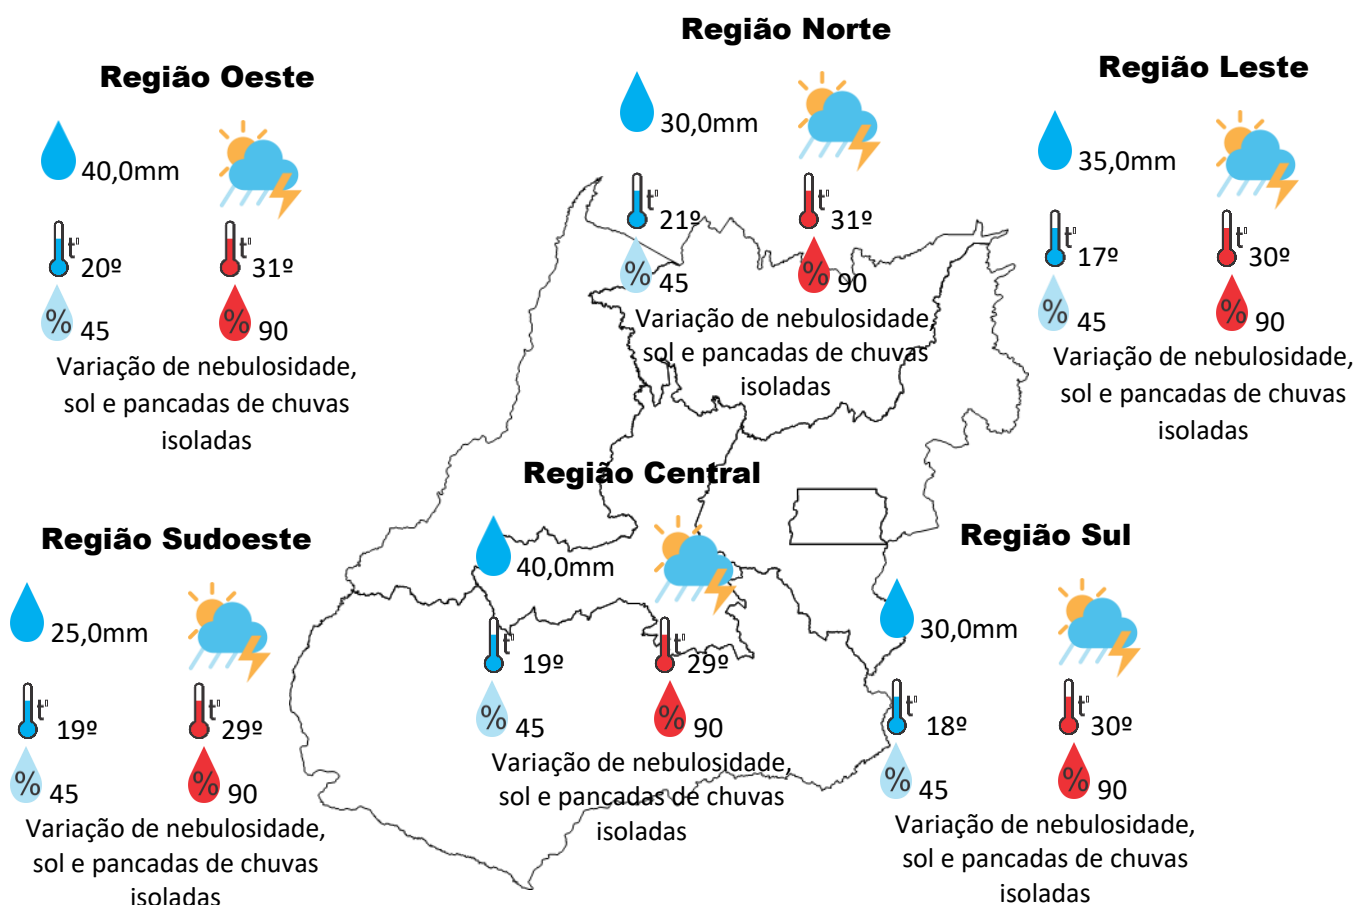 Região Norte
30,0mm
t°
21º
t°
31º
%
45
%
90
Variação de nebulosidade,
sol e pancadas de chuvas
isoladas
Região Oeste
40,0mm
t°
20º
t°
31º
%
45
%
90
Variação de nebulosidade,
sol e pancadas de chuvas
isoladas
Região Leste
35,0mm
t°
17º
t°
30º
%
45
%
90
Variação de nebulosidade,
sol e pancadas de chuvas
isoladas
Região Central
40,0mm
t°
19º
t°
29º
%
45
%
90
Variação de nebulosidade,
sol e pancadas de chuvas
isoladas
Região Sudoeste
25,0mm
t°
19º
t°
29º
%
45
%
90
Variação de nebulosidade,
sol e pancadas de chuvas
isoladas
Região Sul
30,0mm
t°
18º
t°
30º
%
45
%
90
Variação de nebulosidade,
sol e pancadas de chuvas
isoladas